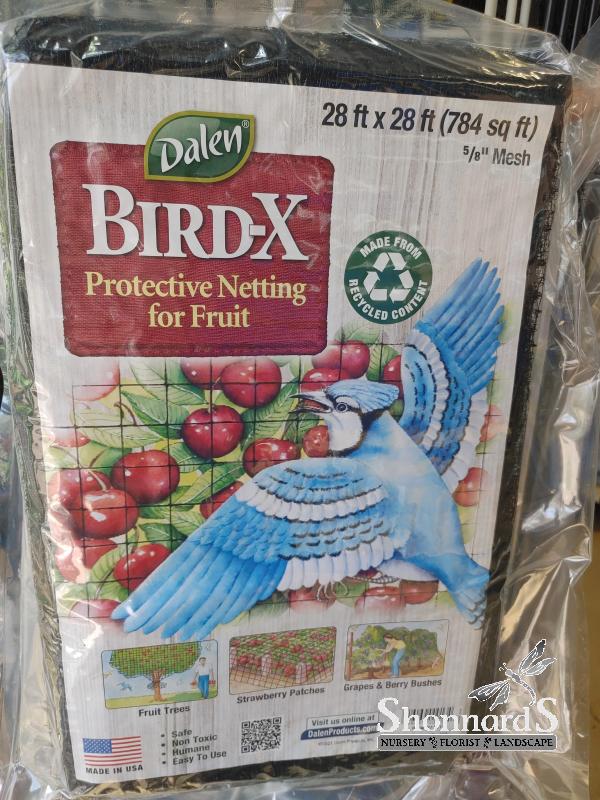 28 ft x 28 ft (784 sq ft)
5/8" Mesh
Dalen®
BIRD-X
Protective Netting
for Fruit
MADE FROM
RECYCLED CONTENT
Fruit Trees
Strawberry Patches
Grapes & Berry Bushes
MADE IN USA
• Safe
• Non Toxic
• Humane
• Easy To Use
Visit us online at
DalenProducts.com
Shonnard's
NURSERY FLORIST LANDSCAPE